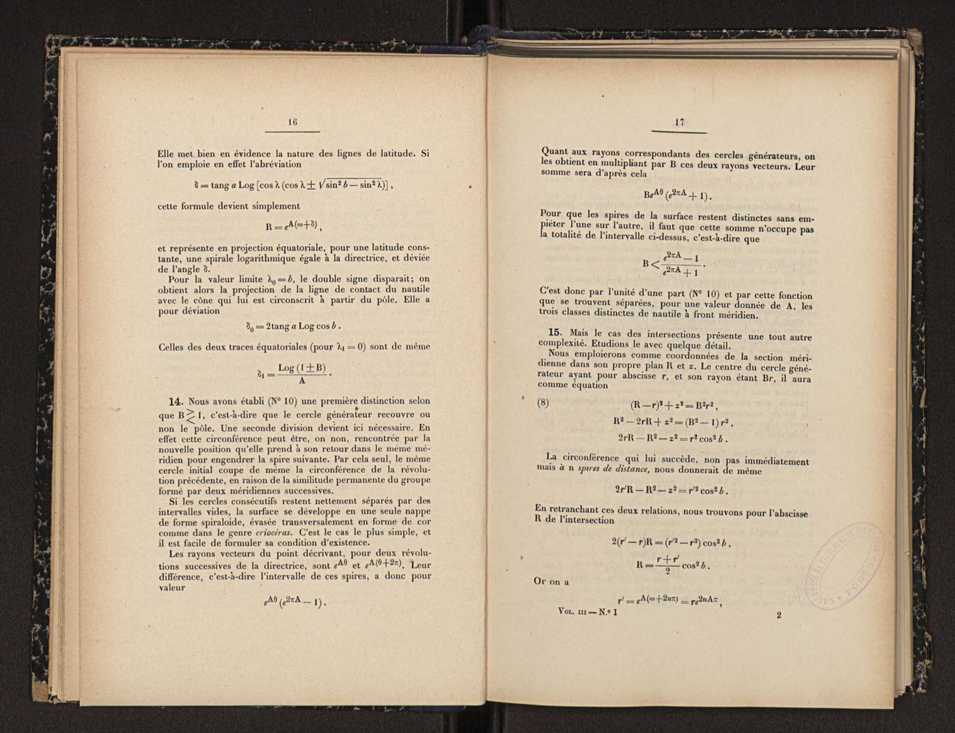 16
Elle met bien en évidence la nature des lignes de latitude. Si
l'on emploie en effet l'abréviation
δ = tang a Log [cos λ (cos λ ± √sin² b — sin² λ)] ,
cette formule devient simplement
R = e^A(ω+δ) ,
et représente en projection équatoriale, pour une latitude cons-
tante, une spirale logarithmique égale à la directrice, et déviée
de l'angle δ.
Pour la valeur limite λ₀ = b, le double signe disparait; on
obtient alors la projection de la ligne de contact du nautile
avec le cône qui lui est circonscrit à partir du pôle. Elle a
pour déviation
δ₀ = 2tang a Log cos b .
Celles des deux traces équatoriales (pour λ₁ = 0) sont de même
δ₁ = Log (1 ± B) / A .
14. Nous avons établi (N° 10) une première distinction selon
que B ≷ 1, c'est-à-dire que le cercle générateur recouvre ou
non le pôle. Une seconde division devient ici nécessaire. En
effet cette circonférence peut être, on non, rencontrée par la
nouvelle position qu'elle prend à son retour dans le même mé-
ridien pour engendrer la spire suivante. Par cela seul, le même
cercle initial coupe de même la circonférence de la révolu-
tion précédente, en raison de la similitude permanente du groupe
formé par deux méridiennes successives.
Si les cercles consécutifs restent nettement séparés par des
intervalles vides, la surface se développe en une seule nappe
de forme spiraloide, évasée transversalement en forme de cor
comme dans le genre criocéras. C'est le cas le plus simple, et
il est facile de formuler sa condition d'existence.
Les rayons vecteurs du point décrivant, pour deux révolu-
tions successives de la directrice, sont e^Aθ et e^A(θ+2π). Leur
différence, c'est-à-dire l'intervalle de ces spires, a donc pour
valeur
e^Aθ (e^2πA — 1) .
17
Quant aux rayons correspondants des cercles générateurs, on
les obtient en multipliant par B ces deux rayons vecteurs. Leur
somme sera d'après cela
Be^Aθ (e^2πA + 1) .
Pour que les spires de la surface restent distinctes sans em-
piéter l'une sur l'autre, il faut que cette somme n'occupe pas
la totalité de l'intervalle ci-dessus, c'est-à-dire que
B < (e^2πA — 1) / (e^2πA + 1) .
C'est donc par l'unité d'une part (N° 10) et par cette fonction
que se trouvent séparées, pour une valeur donnée de A, les
trois classes distinctes de nautile à front méridien.
15. Mais le cas des intersections présente une tout autre
complexité. Etudions le avec quelque détail.
Nous emploierons comme coordonnées de la section méri-
dienne dans son propre plan R et z. Le centre du cercle géné-
rateur ayant pour abscisse r, et son rayon étant Br, il aura
comme équation
(8) (R — r)² + z² = B²r² ,
R² — 2rR + z² = (B² — 1) r² ,
2rR — R² — z² = r² cos² b .
La circonférence qui lui succède, non pas immédiatement
mais à n spires de distance, nous donnerait de même
2r'R — R² — z² = r'² cos² b .
En retranchant ces deux relations, nous trouvons pour l'abscisse
R de l'intersection
2(r' — r)R = (r'² — r²) cos² b ,
R = (r + r') / 2 cos² b .
Or on a
r' = e^A(ω+2nπ) = re^2nAπ ,
VOL. III — N.º 1
2